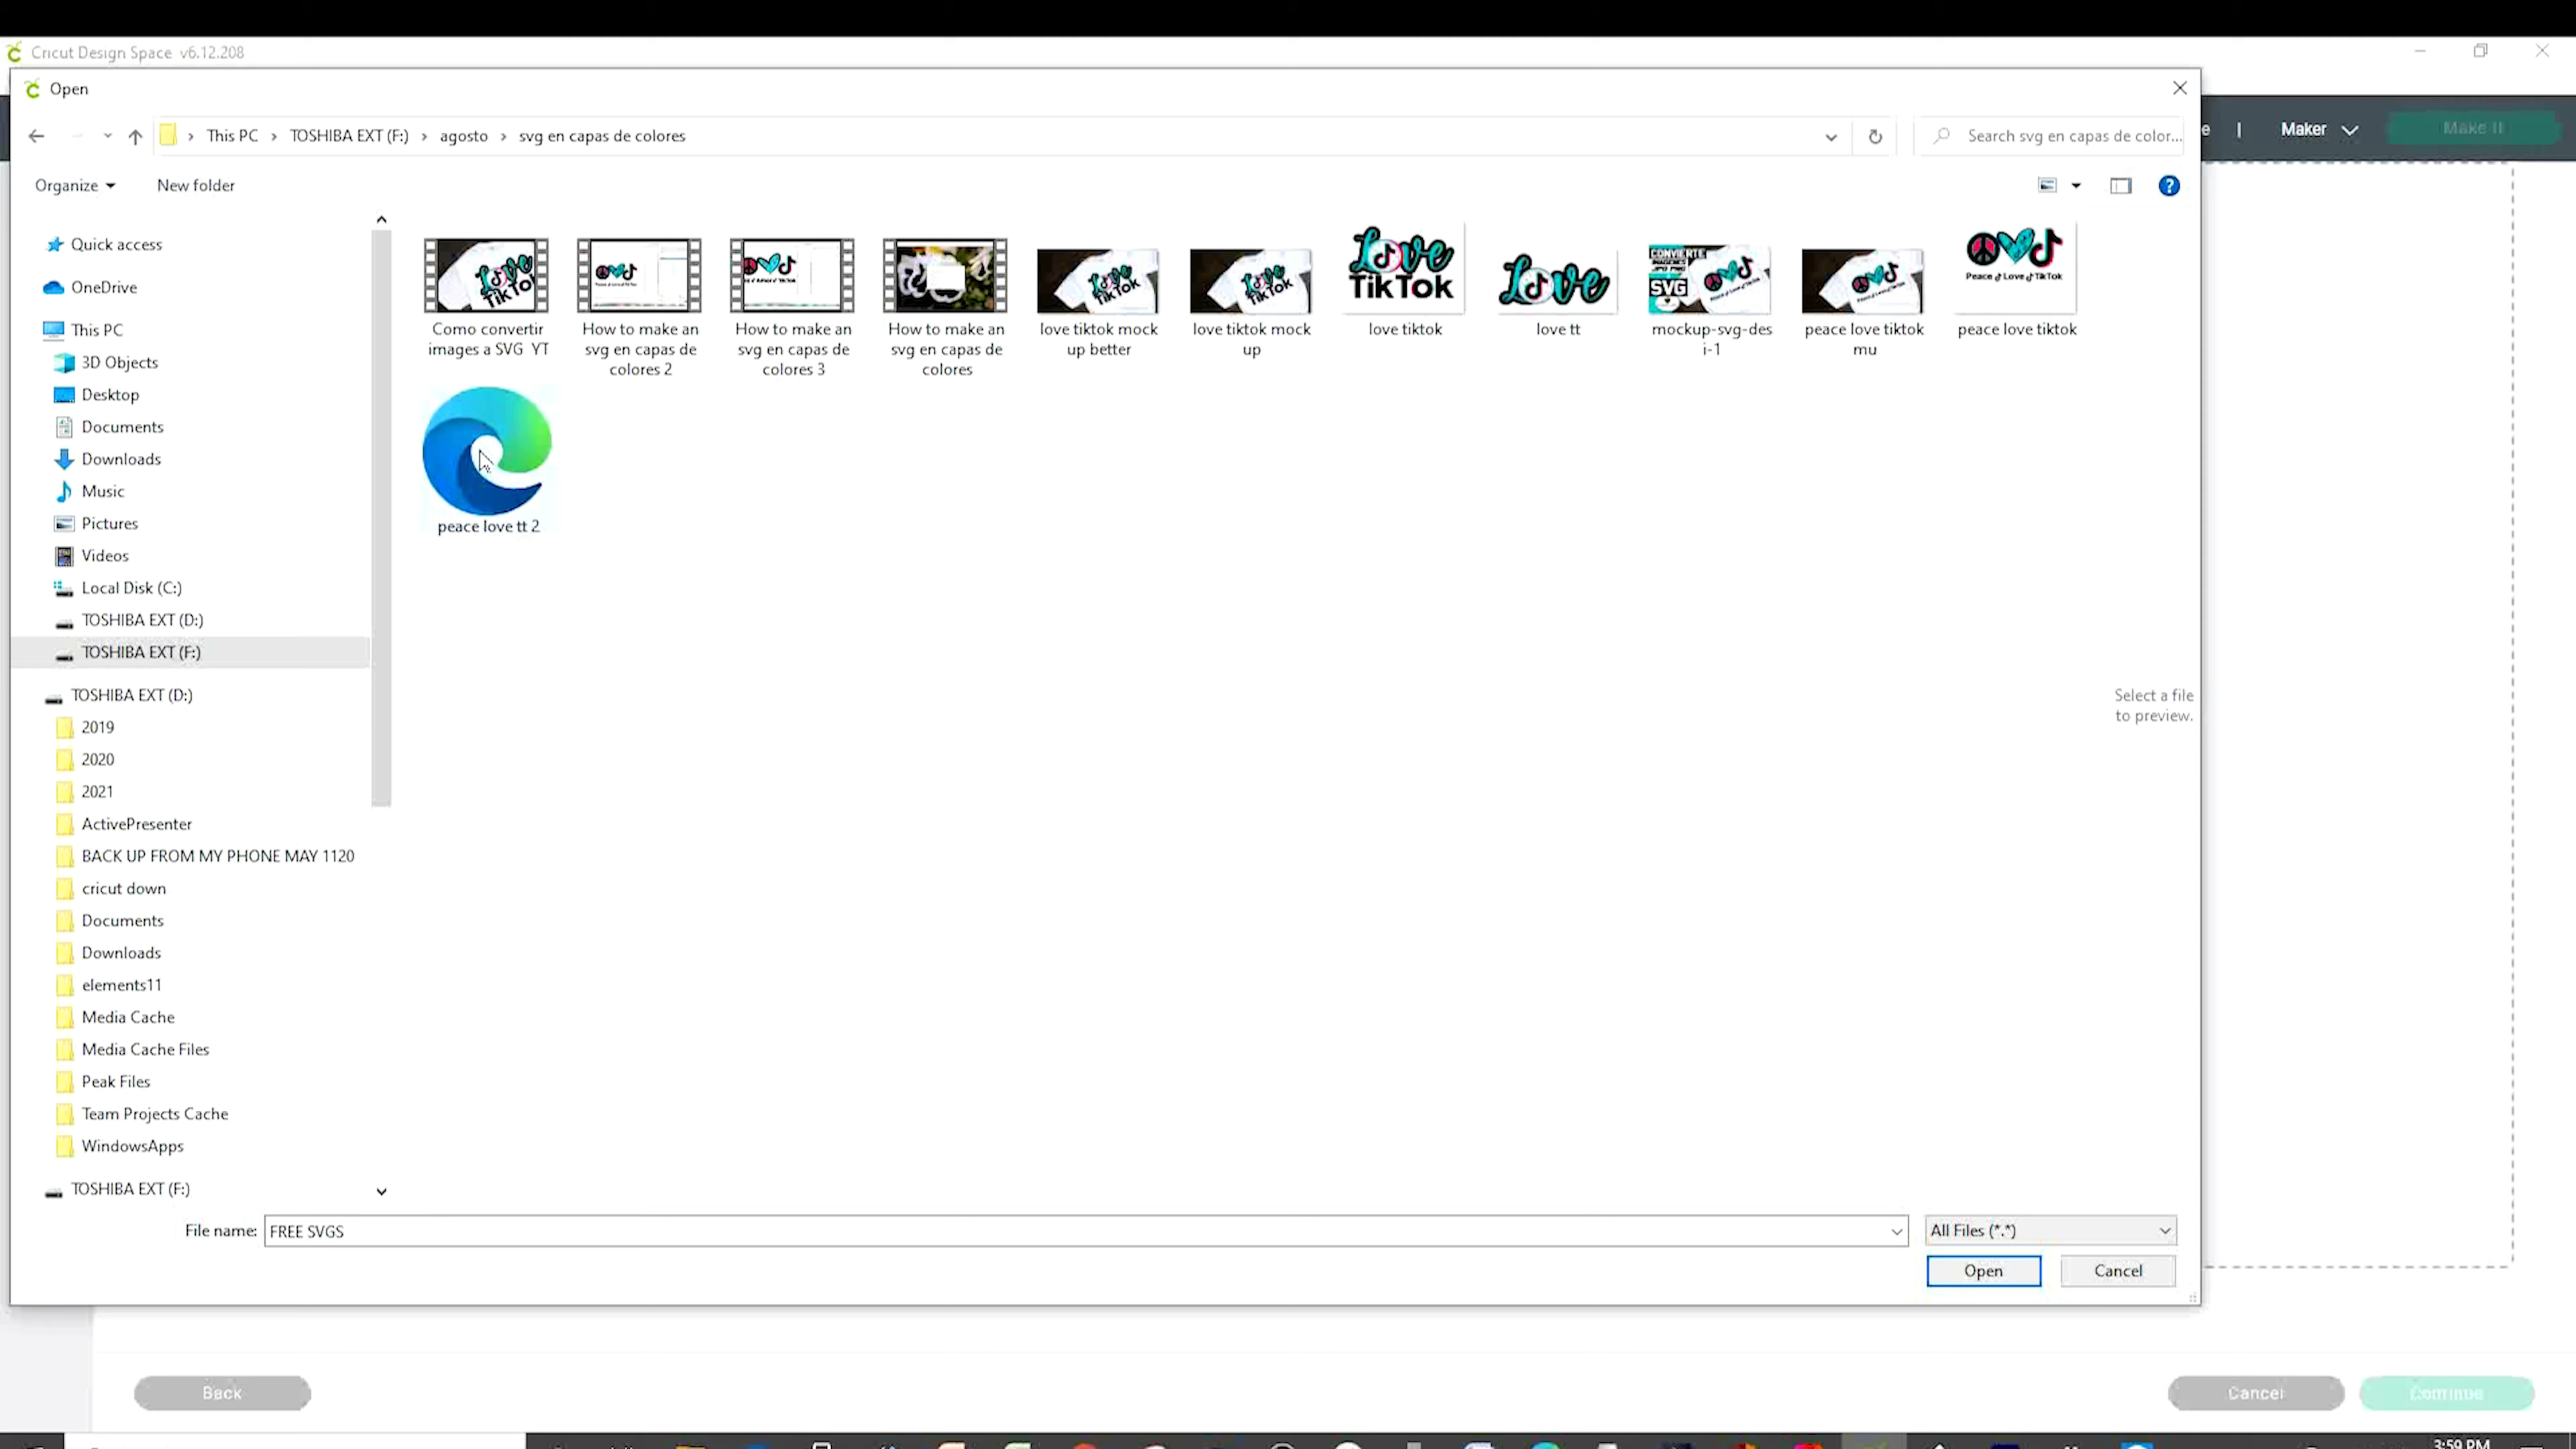 Cricut Design Space v6.12.208
Open
This PC > TOSHIBA EXT (F:) > agosto > svg en capas de colores
Search svg en capas de color...
e | Maker
Make It
Organize
New folder
Quick access
OneDrive
This PC
3D Objects
Desktop
Documents
Downloads
Music
Pictures
Videos
Local Disk (C:)
TOSHIBA EXT (D:)
TOSHIBA EXT (F:)
TOSHIBA EXT (D:)
2019
2020
2021
ActivePresenter
BACK UP FROM MY PHONE MAY 1120
cricut down
Documents
Downloads
elements11
Media Cache
Media Cache Files
Peak Files
Team Projects Cache
WindowsApps
TOSHIBA EXT (F:)
Love
TikTok
Como convertir
images a SVG YT
How to make an
svg en capas de
colores 2
How to make an
svg en capas de
colores 3
How to make an
svg en capas de
colores
love tiktok mock
up better
love tiktok mock
up
Love
TikTok
love tiktok
Love
love tt
CONVIERTE
SVG
mockup-svg-des
i-1
peace love tiktok
mu
Peace Love TikTok
peace love tiktok
peace love tt 2
Select a file
to preview.
File name: FREE SVGS
All Files (*.*)
Open
Cancel
Back
Cancel
Continue
3:59 PM